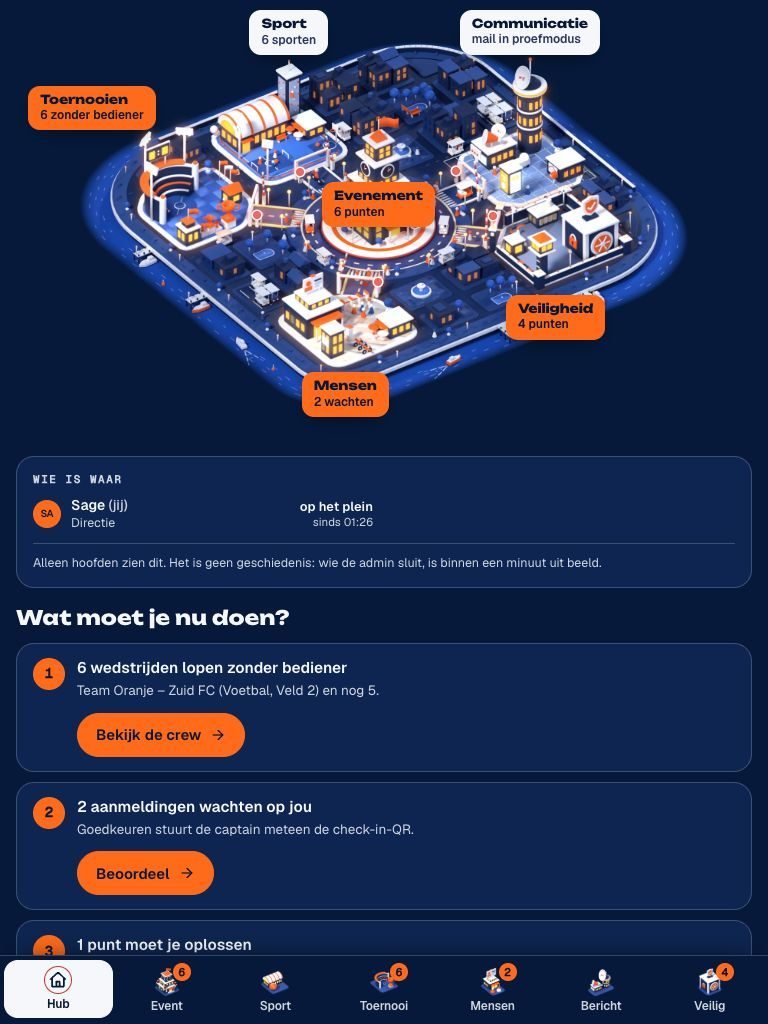 Sport
6 sporten
Communicatie
mail in proefmodus
Toernooien
6 zonder bediener
Evenement
6 punten
Veiligheid
4 punten
Mensen
2 wachten
WIE IS WAAR
SA
Sage (jij)
Directie
op het plein
sinds 01:26
Alleen hoofden zien dit. Het is geen geschiedenis: wie de admin sluit, is binnen een minuut uit beeld.
Wat moet je nu doen?
1
6 wedstrijden lopen zonder bediener
Team Oranje – Zuid FC (Voetbal, Veld 2) en nog 5.
Bekijk de crew →
2
2 aanmeldingen wachten op jou
Goedkeuren stuurt de captain meteen de check-in-QR.
Beoordeel →
3
1 punt moet je oplossen
6
6
2
4
Hub
Event
Sport
Toernooi
Mensen
Bericht
Veilig